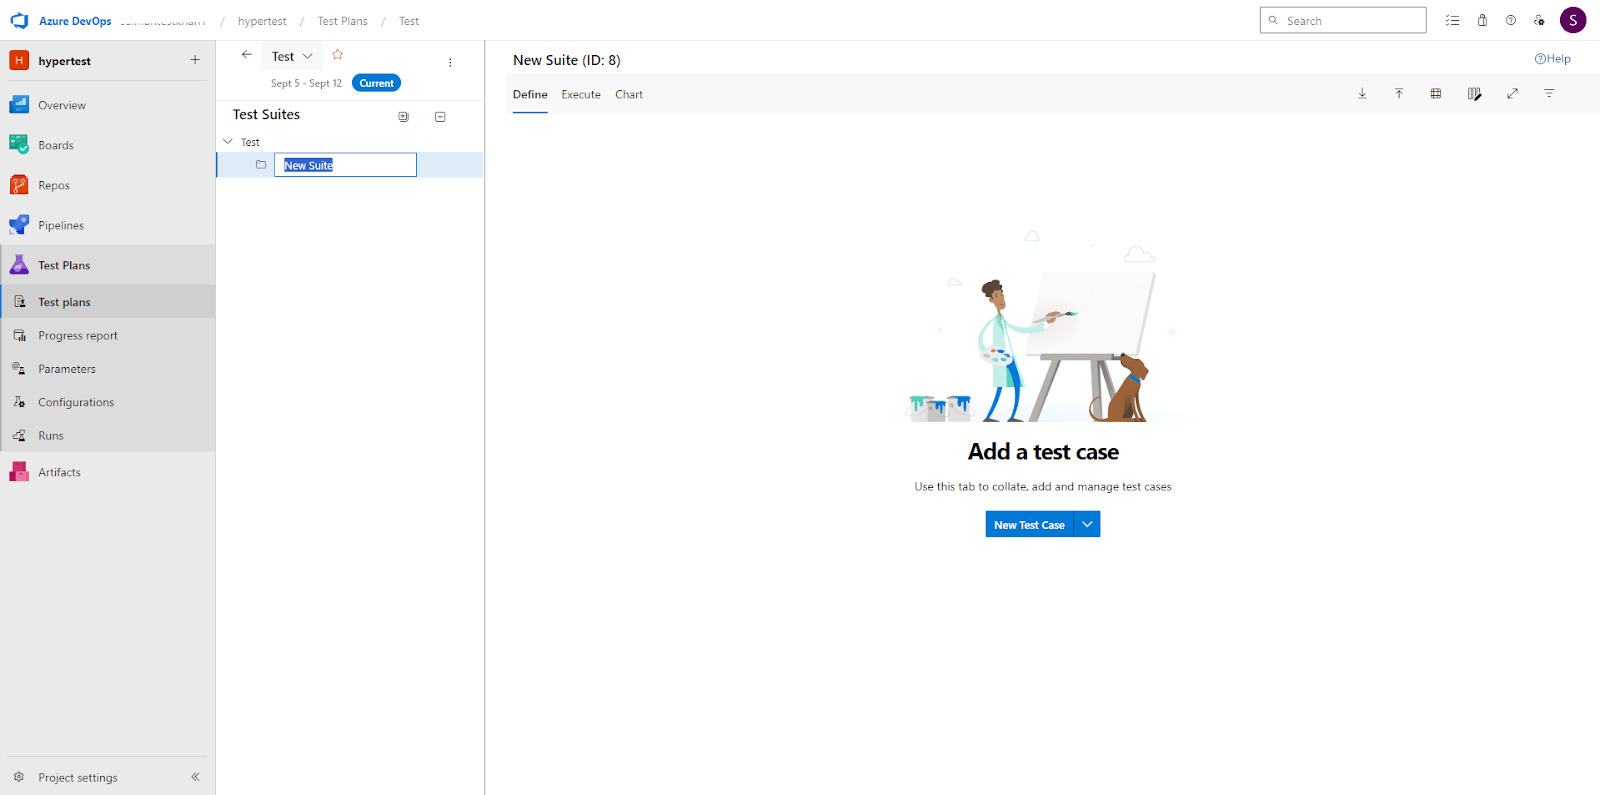 Azure DevOps / hypertest / Test Plans / Test
Search
S
H hypertest
Overview
Boards
Repos
Pipelines
Test Plans
Test plans
Progress report
Parameters
Configurations
Runs
Artifacts
Project settings
Test
Sept 5 - Sept 12 Current
Test Suites
Test
New Suite
New Suite (ID: 8)
Help
Define Execute Chart
Add a test case
Use this tab to collate, add and manage test cases
New Test Case